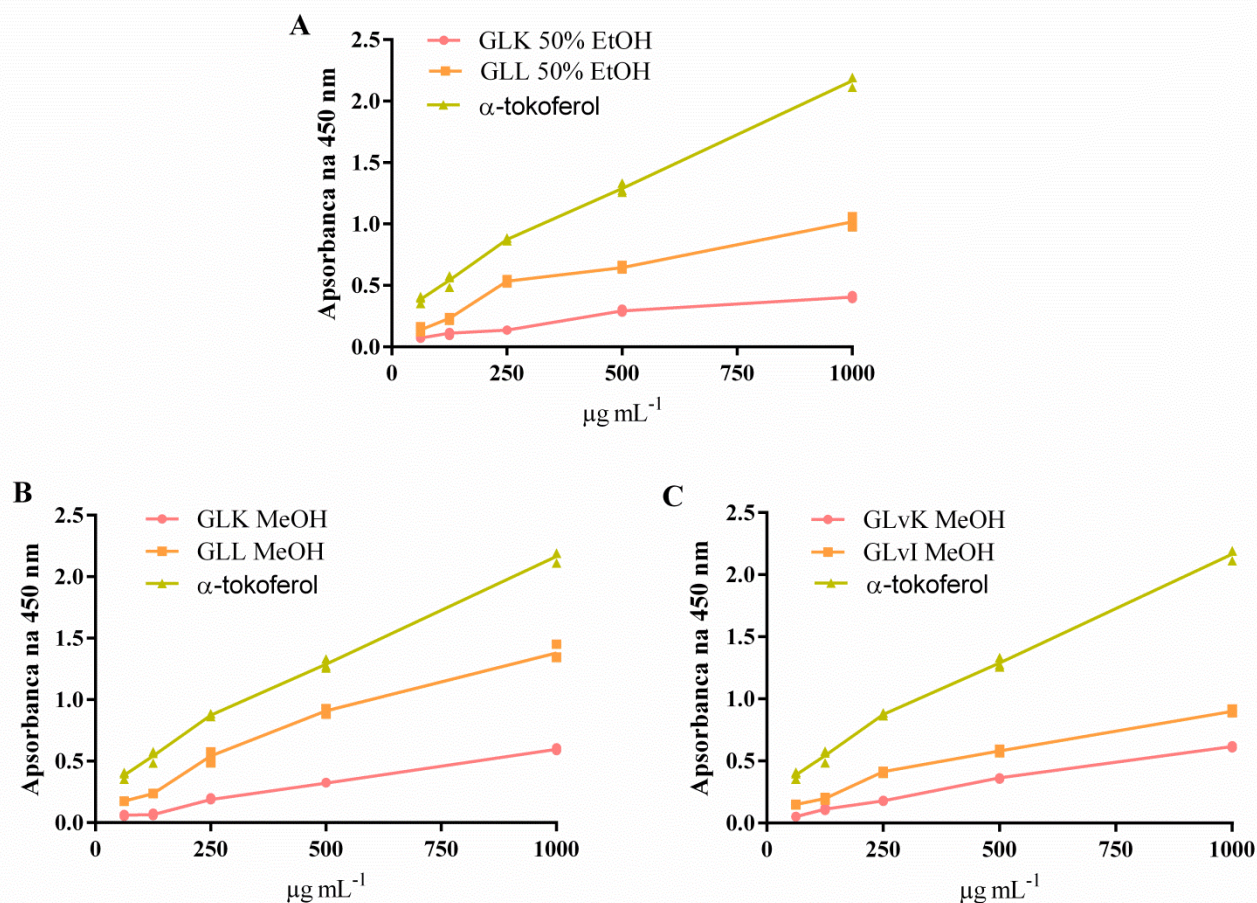 A
GLK 50% EtOH
GLL 50% EtOH
α-tokoferol
Apsorbanca na 450 nm
2.5
2.0
1.5
1.0
0.5
0.0
0 250 500 750 1000
µg mL⁻¹
B
GLK MeOH
GLL MeOH
α-tokoferol
Apsorbanca na 450 nm
2.5
2.0
1.5
1.0
0.5
0.0
0 250 500 750 1000
µg mL⁻¹
C
GLvK MeOH
GLvI MeOH
α-tokoferol
Apsorbanca na 450 nm
2.5
2.0
1.5
1.0
0.5
0.0
0 250 500 750 1000
µg mL⁻¹